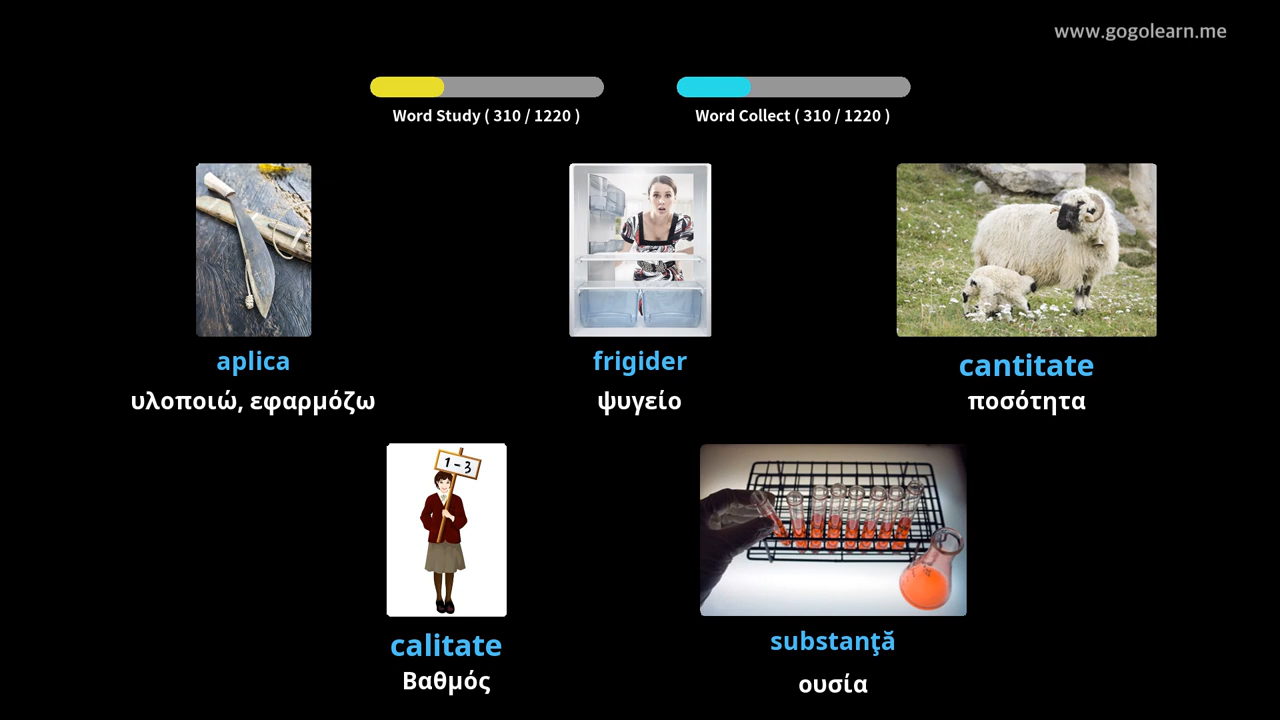 www.gogolearn.me
Word Study ( 310 / 1220 )
Word Collect ( 310 / 1220 )
aplica
υλοποιώ, εφαρμόζω
frigider
ψυγείο
cantitate
ποσότητα
1-3
calitate
Βαθμός
substanţă
ουσία